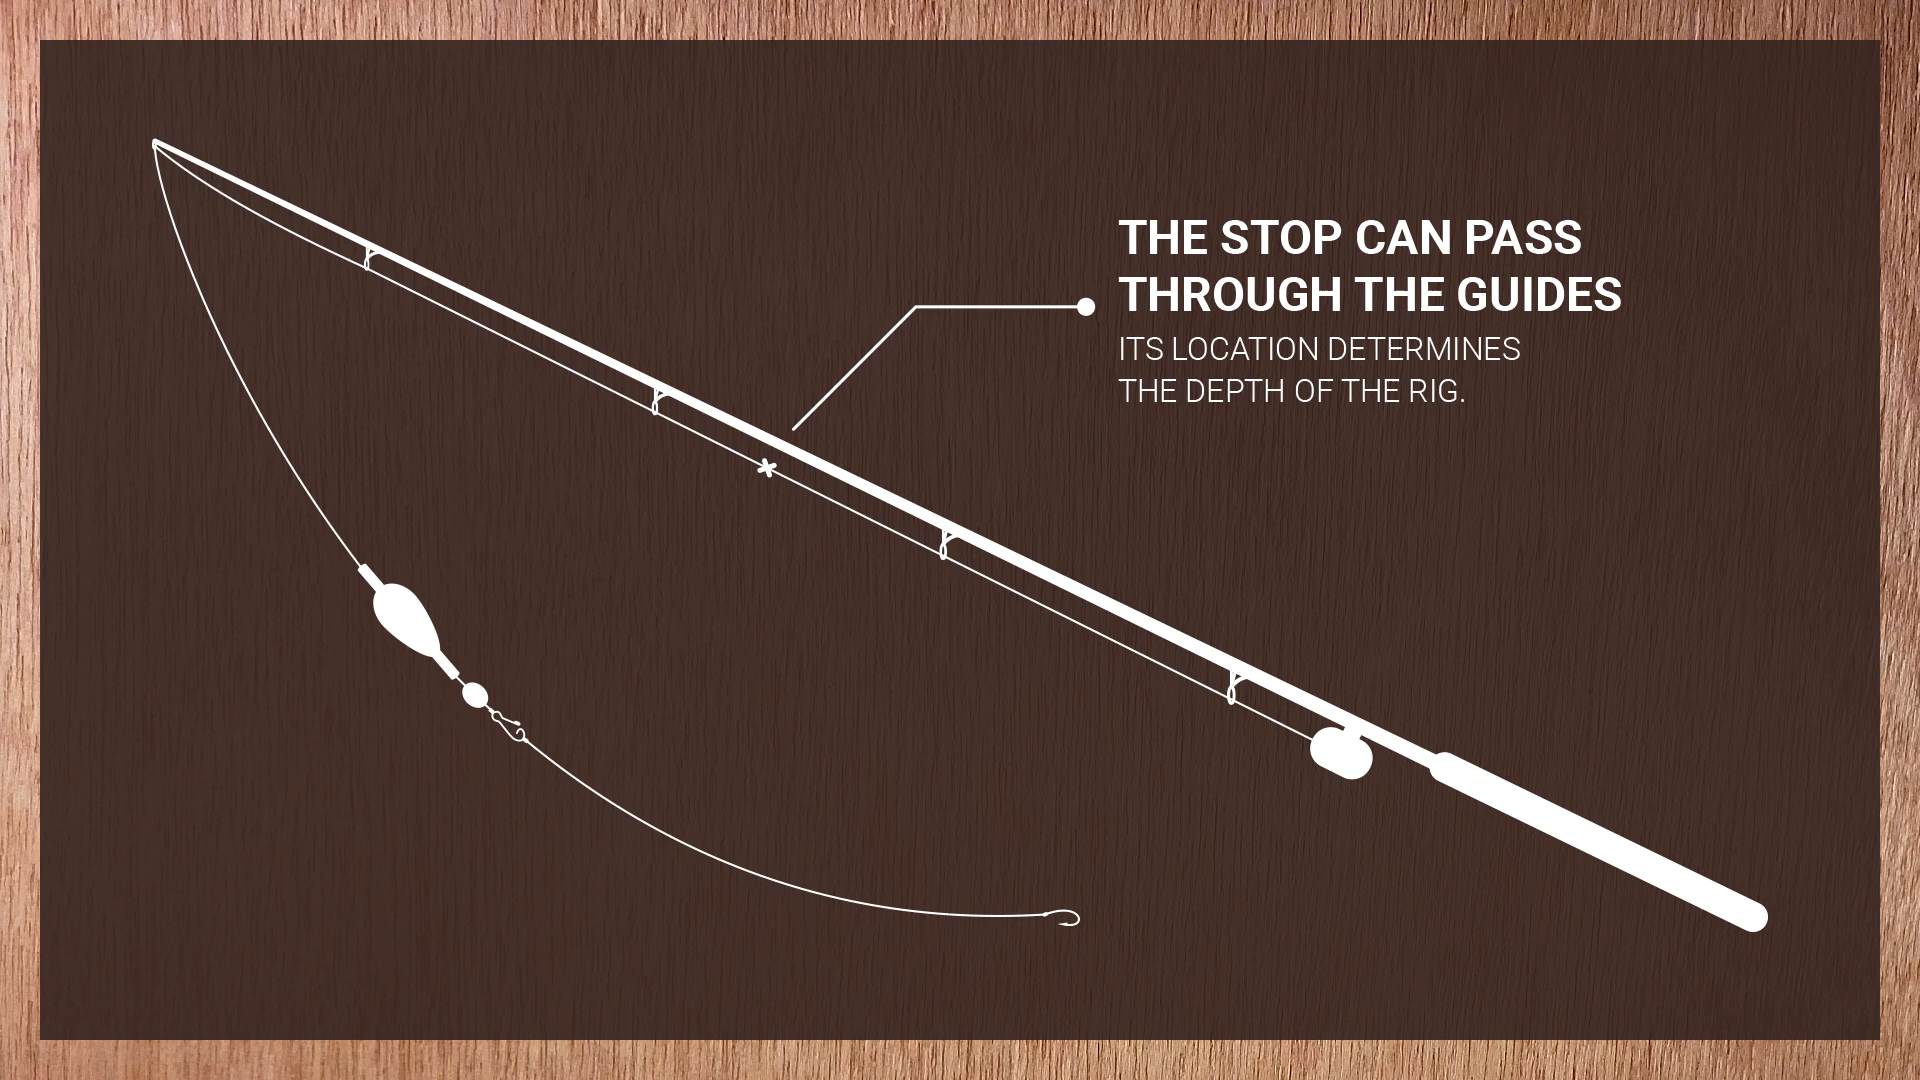 THE STOP CAN PASS
THROUGH THE GUIDES
ITS LOCATION DETERMINES
THE DEPTH OF THE RIG.